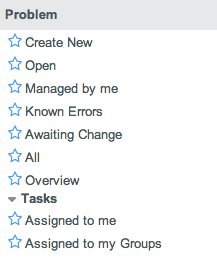 Problem
Create New
Open
Managed by me
Known Errors
Awaiting Change
All
Overview
Tasks
Assigned to me
Assigned to my Groups